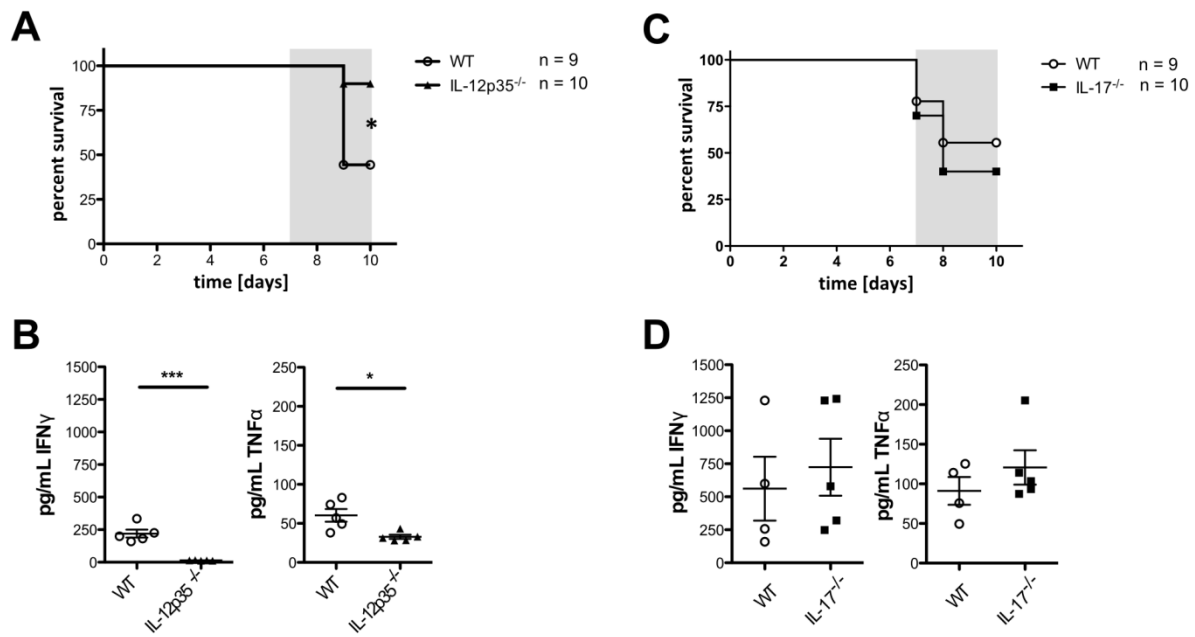 A
percent survival
100
75
50
25
0
0 2 4 6 8 10
time [days]
*
WT n = 9
IL-12p35-/- n = 10
B
pg/mL IFNγ
1500
1250
1000
750
500
250
0
***
WT
IL-12p35-/-
pg/mL TNFα
250
200
150
100
50
0
*
WT
IL-12p35-/-
C
percent survival
100
75
50
25
0
0 2 4 6 8 10
time [days]
WT n = 9
IL-17-/- n = 10
D
pg/mL IFNγ
1500
1250
1000
750
500
250
0
WT
IL-17-/-
pg/mL TNFα
250
200
150
100
50
0
WT
IL-17-/-